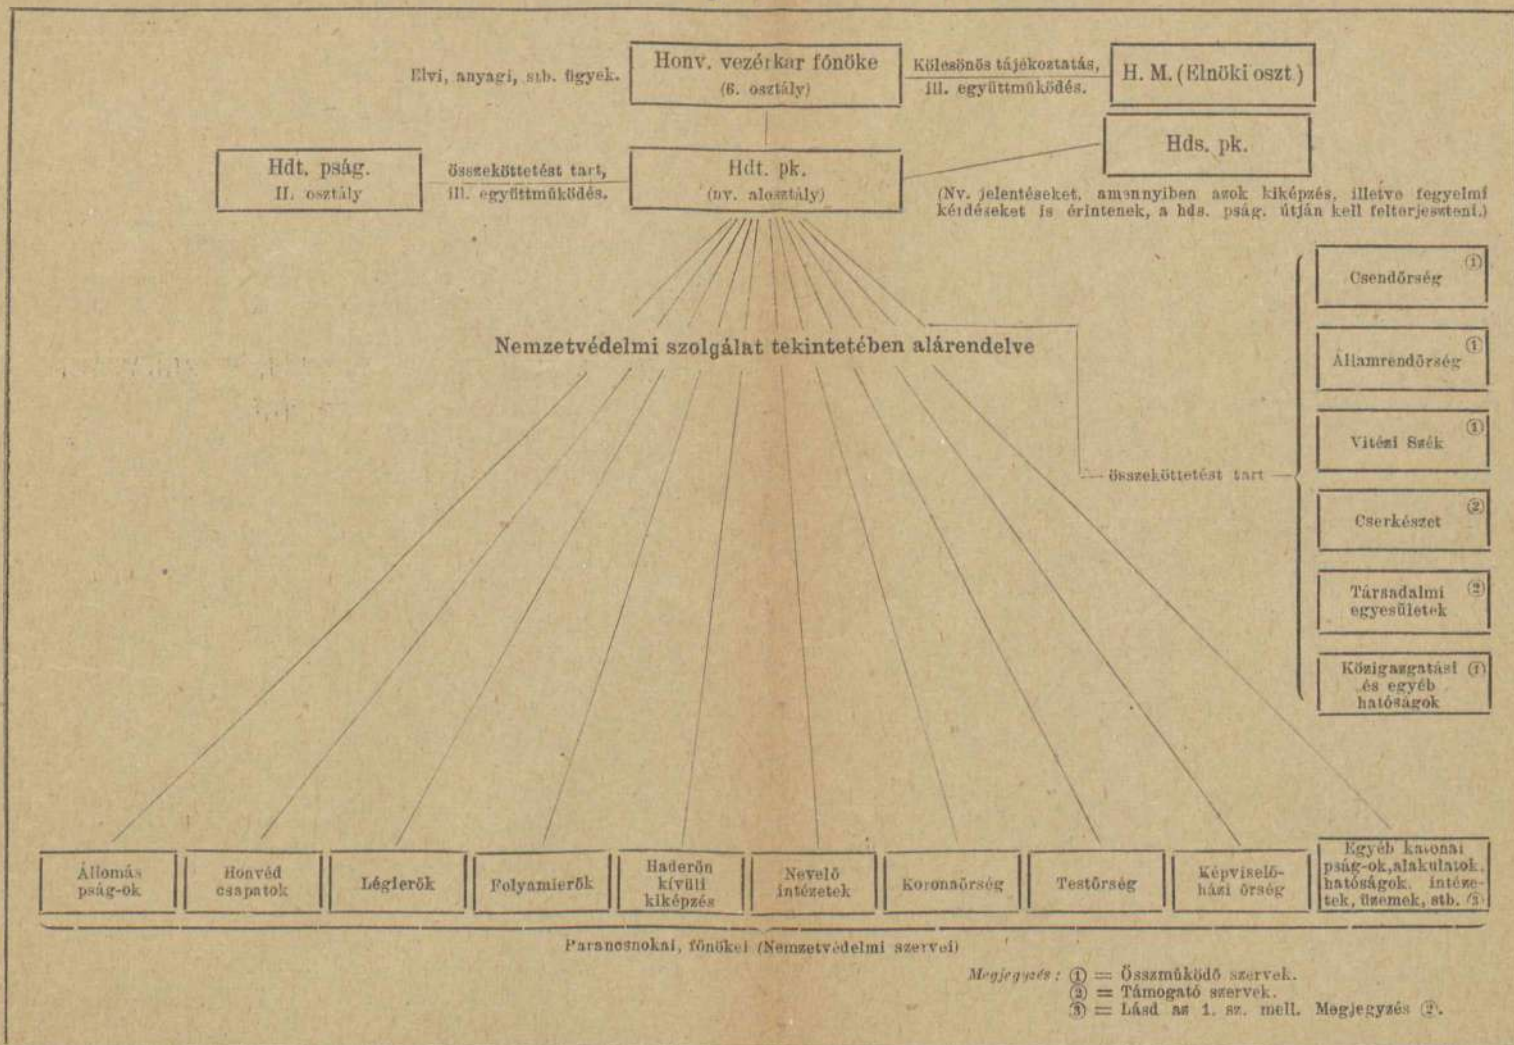 Elvi, anyagi, stb. ügyek.
Honv. vezérkar főnöke
(6. osztály)
Kölcsönös tájékoztatás,
ill. együttműködés.
H. M. (Elnöki oszt.)
Hdt. pság.
II. osztály
összeköttetést tart,
ill. együttműködés.
Hdt. pk.
(nv. alosztály)
Hds. pk.
(Nv. jelentéseket, amennyiben azok kiképzés, illetve fegyelmi
kérdéseket is érintenek, a hds. pság. útján kell felterjeszteni.)
Nemzetvédelmi szolgálat tekintetében alárendelve
összeköttetést tart
Csendőrség ①
Államrendőrség ①
Vitézi Szék ①
Cserkészet ②
Társadalmi ②
egyesületek
Közigazgatási ①
és egyéb
hatóságok
Állomás
pság-ok
Honvéd
csapatok
Légierők
Folyamierők
Haderőn
kívüli
kiképzés
Nevelő
intézetek
Koronaőrség
Testőrség
Képviselő-
házi őrség
Egyéb katonai
pság-ok, alakulatok,
hatóságok, intéze-
tek, üzemek, stb. ③
Parancsnokai, főnökei (Nemzetvédelmi szervei)
Megjegyzés: ① = Összműködő szervek.
② = Támogató szervek.
③ = Lásd az 1. sz. mell. Megjegyzés ②.